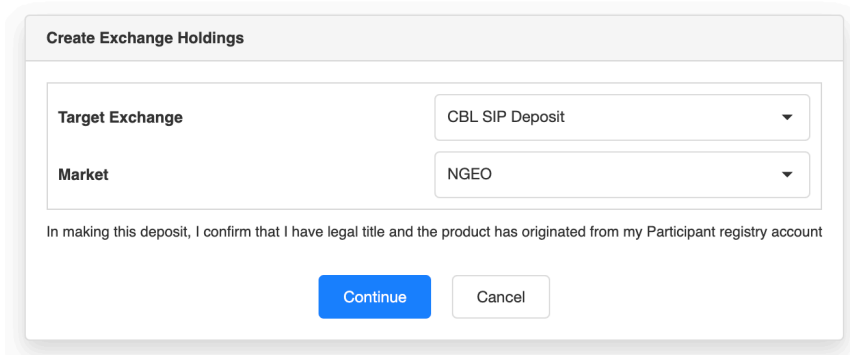 Create Exchange Holdings
Target Exchange CBL SIP Deposit
Market NGEO
In making this deposit, I confirm that I have legal title and the product has originated from my Participant registry account
Continue Cancel